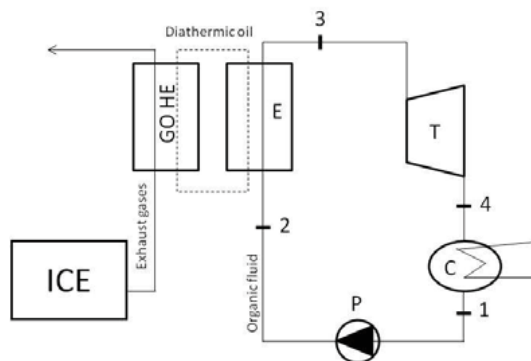 3
Diathermic oil
GO HE
E
T
Exhaust gases
2
4
ICE
Organic fluid
C
P
1